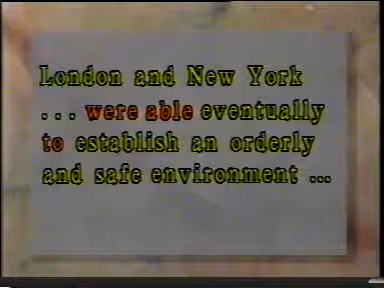 London and New York
... were able eventually
to establish an orderly
and safe environment ...